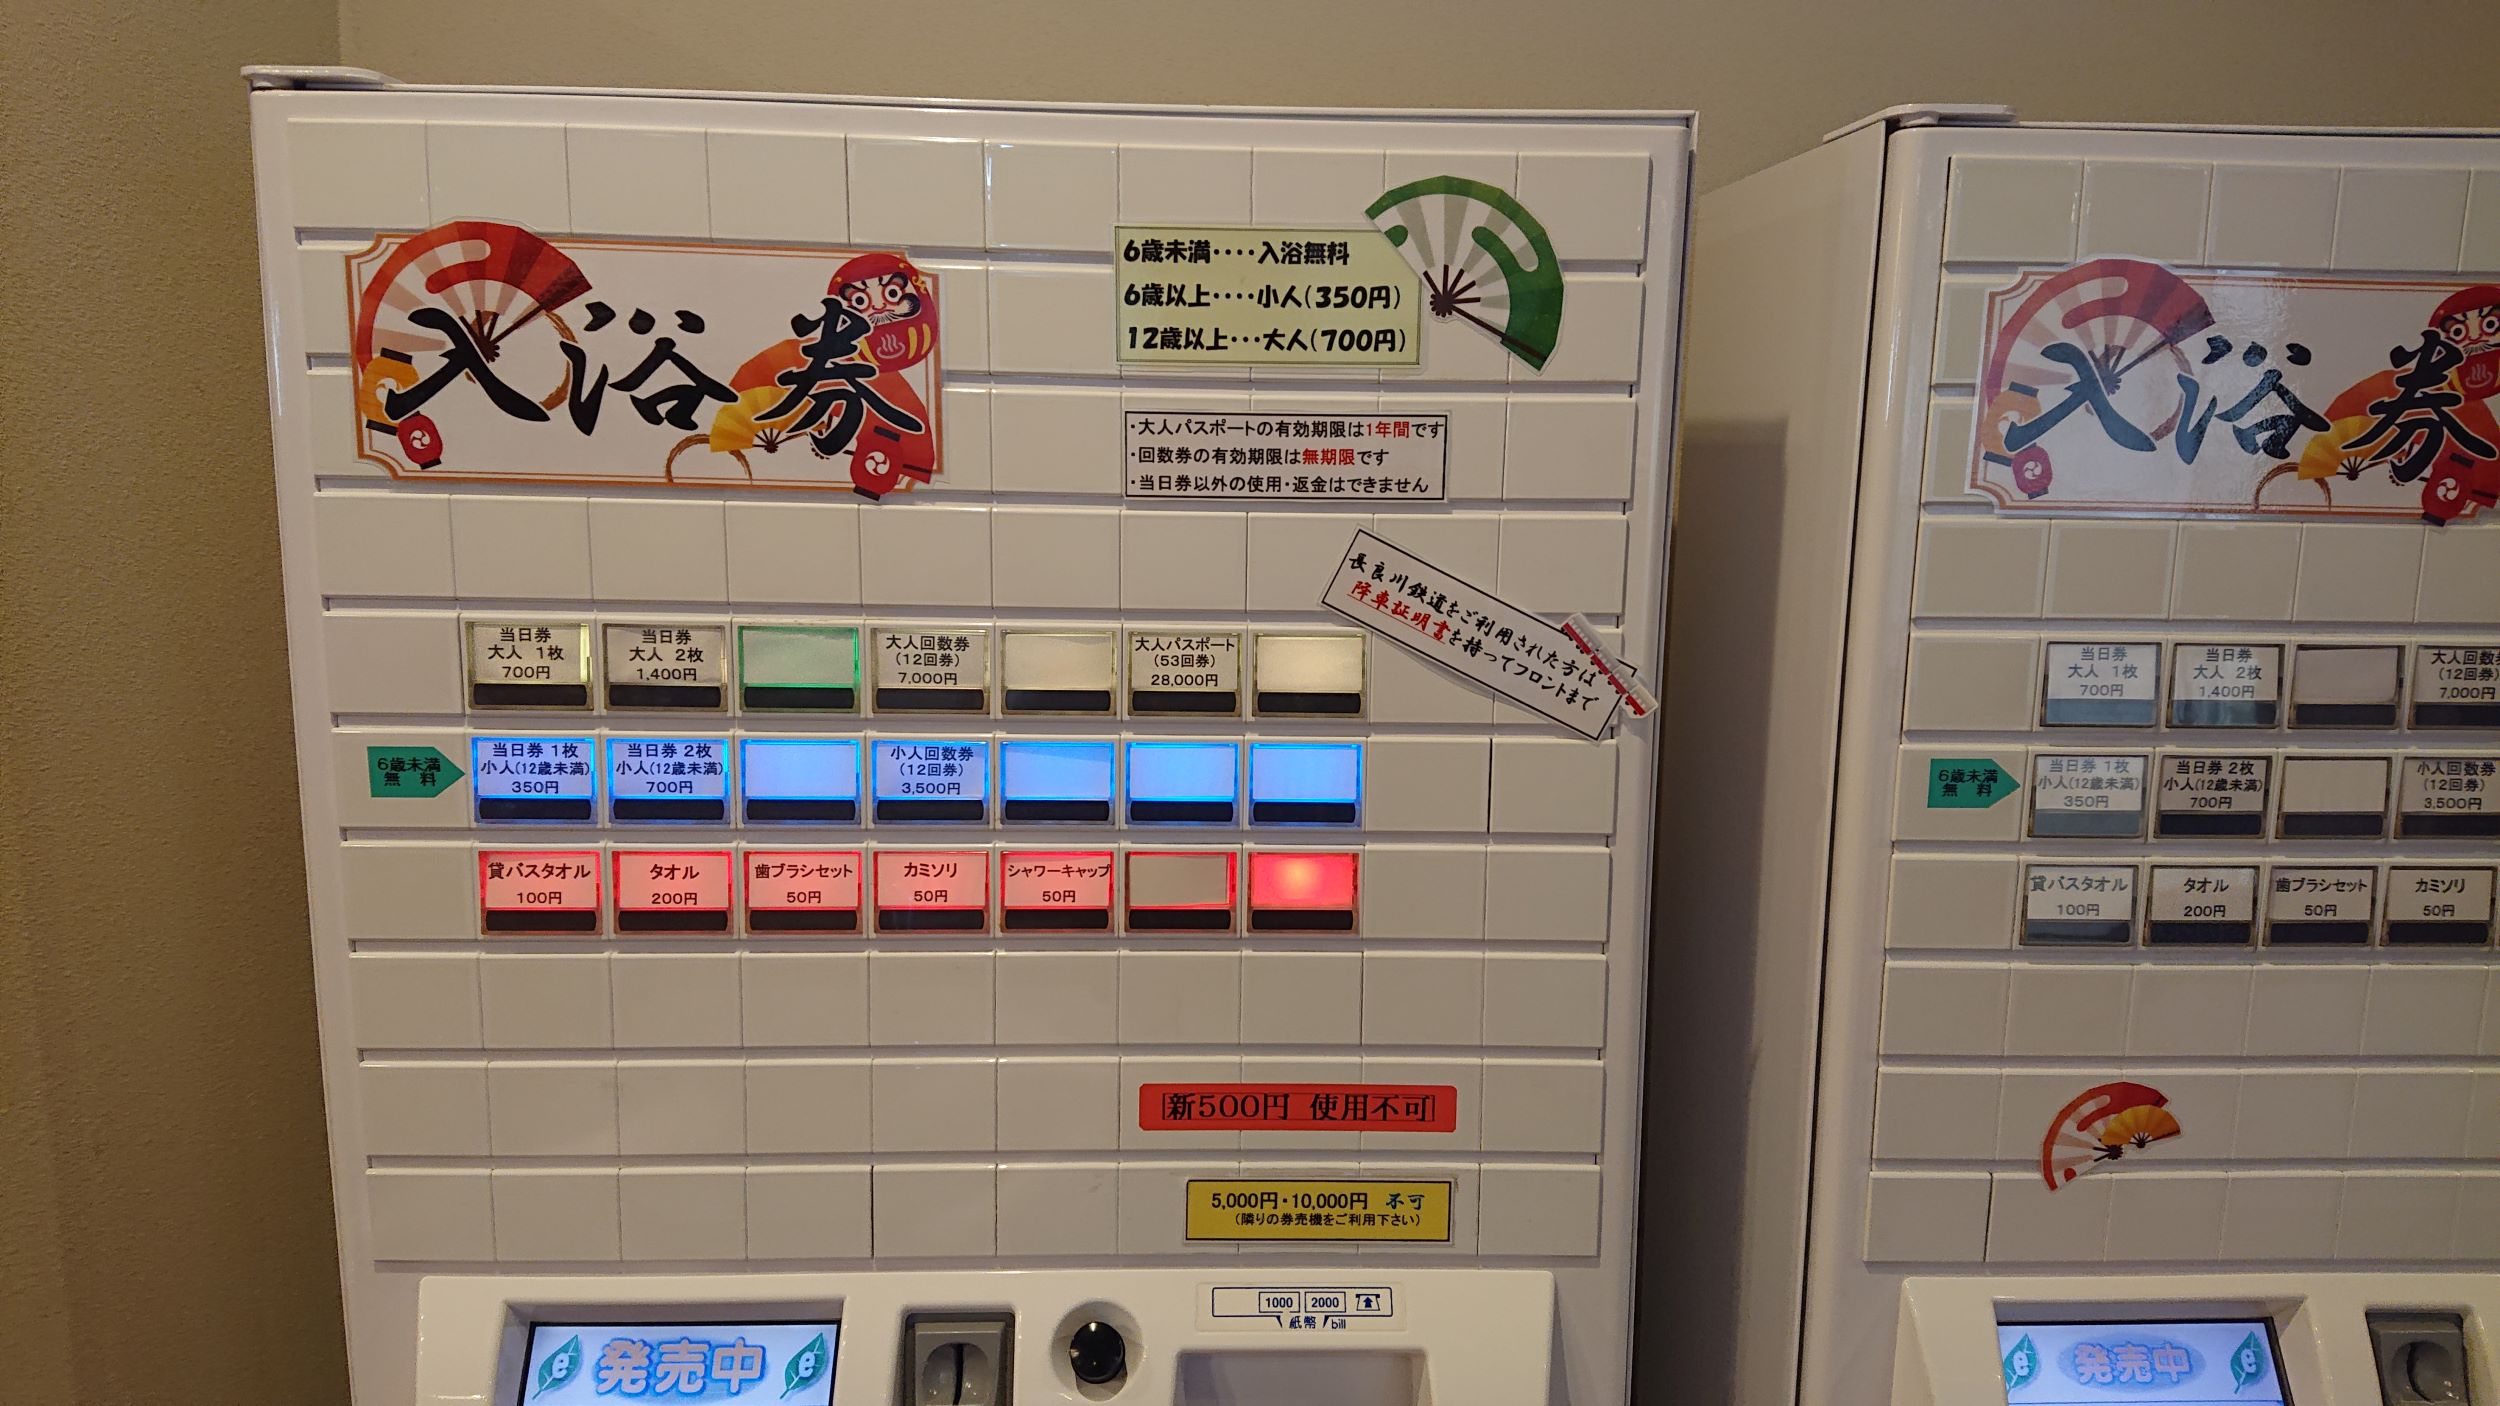 入浴券
6歳未満････入浴無料
6歳以上････小人(350円)
12歳以上･･･大人(700円)
・大人パスポートの有効期限は1年間です
・回数券の有効期限は無期限です
・当日券以外の使用・返金はできません
長良川鉄道をご利用された方は
降車証明書を持ってフロントまで
当日券
大人 1枚
700円
当日券
大人 2枚
1,400円
大人回数券
(12回券)
7,000円
大人パスポート
(53回券)
28,000円
6歳未満
無 料
当日券 1枚
小人(12歳未満)
350円
当日券 2枚
小人(12歳未満)
700円
小人回数券
(12回券)
3,500円
貸バスタオル
100円
タオル
200円
歯ブラシセット
50円
カミソリ
50円
シャワーキャップ
50円
新500円 使用不可
5,000円・10,000円 不可
(隣りの券売機をご利用下さい)
1000 2000
紙幣 bill
e 発売中 e
入浴券
当日券
大人 1枚
700円
当日券
大人 2枚
1,400円
大人回数券
(12回券)
7,000円
6歳未満
無 料
当日券 1枚
小人(12歳未満)
350円
当日券 2枚
小人(12歳未満)
700円
小人回数券
(12回券)
3,500円
貸バスタオル
100円
タオル
200円
歯ブラシセット
50円
カミソリ
50円
e 発売中 e